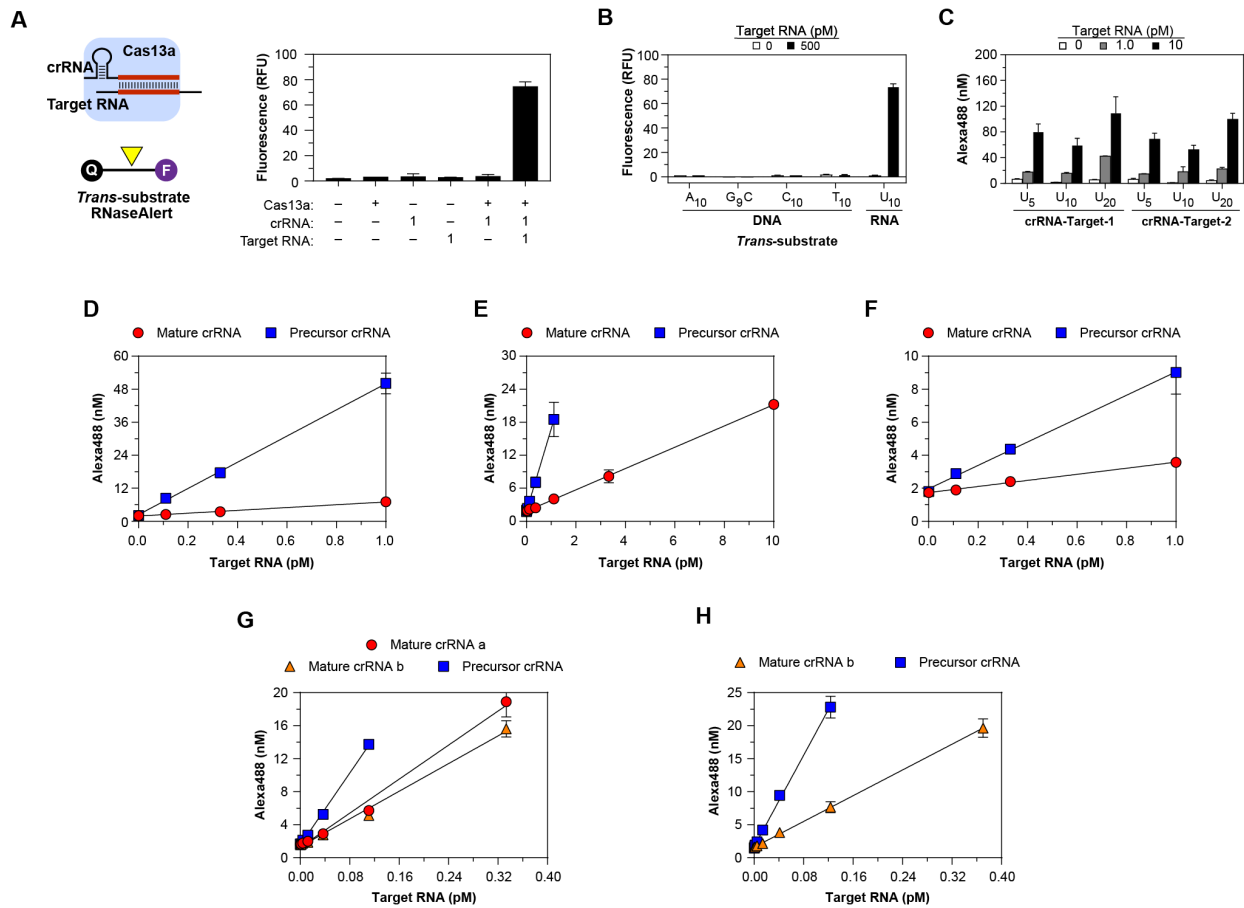 A
Cas13a
crRNA
Target RNA
Q
F
Trans-substrate
RNaseAlert
Fluorescence (RFU)
100
80
60
40
20
0
Cas13a: – + – – + +
crRNA: – – 1 – 1 1
Target RNA: – – – 1 – 1
B
Target RNA (pM)
0 500
Fluorescence (RFU)
100
80
60
40
20
0
A10 G9C C10 T10 U10
DNA RNA
Trans-substrate
C
Target RNA (pM)
0 1.0 10
Alexa488 (nM)
200
160
120
80
40
0
U5 U10 U20 U5 U10 U20
crRNA-Target-1 crRNA-Target-2
D
Mature crRNA Precursor crRNA
Alexa488 (nM)
60
48
36
24
12
0
0.0 0.2 0.4 0.6 0.8 1.0
Target RNA (pM)
E
Mature crRNA Precursor crRNA
Alexa488 (nM)
30
24
18
12
6
0
0 2 4 6 8 10
Target RNA (pM)
F
Mature crRNA Precursor crRNA
Alexa488 (nM)
10
8
6
4
2
0
0.0 0.2 0.4 0.6 0.8 1.0
Target RNA (pM)
G
Mature crRNA a
Mature crRNA b Precursor crRNA
Alexa488 (nM)
20
16
12
8
4
0
0.00 0.08 0.16 0.24 0.32 0.40
Target RNA (pM)
H
Mature crRNA b Precursor crRNA
Alexa488 (nM)
25
20
15
10
5
0
0.00 0.08 0.16 0.24 0.32 0.40
Target RNA (pM)